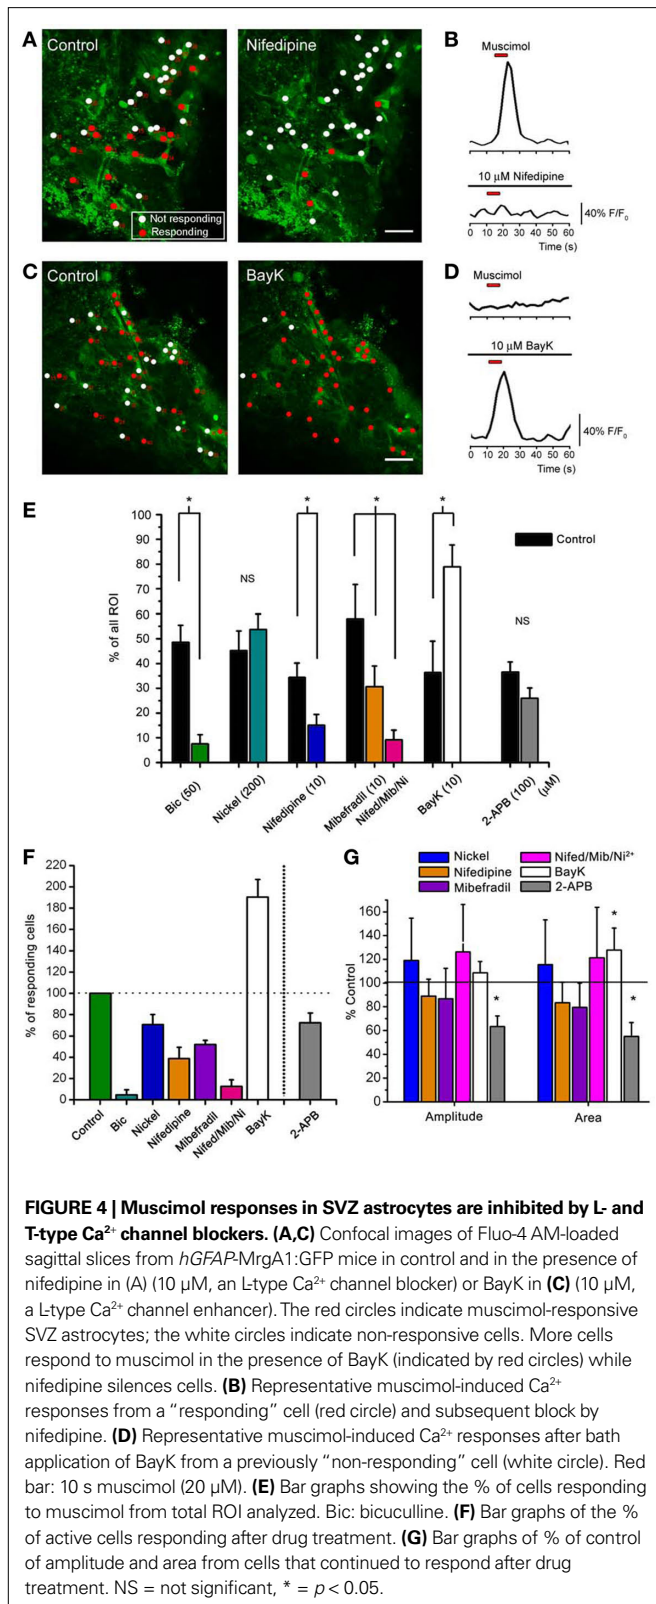 A
Control
Nifedipine
Not responding
Responding
B
Muscimol
10 µM Nifedipine
40% F/F0
0 10 20 30 40 50 60
Time (s)
C
Control
BayK
D
Muscimol
10 µM BayK
40% F/F0
0 10 20 30 40 50 60
Time (s)
E
% of all ROI
100
90
80
70
60
50
40
30
20
10
0
*
NS
*
*
*
NS
Control
Bic (50)
Nickel (200)
Nifedipine (10)
Mibefradil (10)
Nifed/Mib/Ni
BayK (10)
2-APB (100)
(µM)
F
% of responding cells
220
200
180
160
140
120
100
80
60
40
20
0
Control
Bic
Nickel
Nifedipine
Mibefradil
Nifed/Mib/Ni
BayK
2-APB
G
Nickel
Nifedipine
Mibefradil
Nifed/Mib/Ni²⁺
BayK
2-APB
% Control
160
140
120
100
80
60
40
20
0
*
*
*
Amplitude
Area
FIGURE 4 | Muscimol responses in SVZ astrocytes are inhibited by L- and
T-type Ca²⁺ channel blockers. (A,C) Confocal images of Fluo-4 AM-loaded
sagittal slices from hGFAP-MrgA1:GFP mice in control and in the presence of
nifedipine in (A) (10 µM, an L-type Ca²⁺ channel blocker) or BayK in (C) (10 µM,
a L-type Ca²⁺ channel enhancer). The red circles indicate muscimol-responsive
SVZ astrocytes; the white circles indicate non-responsive cells. More cells
respond to muscimol in the presence of BayK (indicated by red circles) while
nifedipine silences cells. (B) Representative muscimol-induced Ca²⁺
responses from a “responding” cell (red circle) and subsequent block by
nifedipine. (D) Representative muscimol-induced Ca²⁺ responses after bath
application of BayK from a previously “non-responding” cell (white circle). Red
bar: 10 s muscimol (20 µM). (E) Bar graphs showing the % of cells responding
to muscimol from total ROI analyzed. Bic: bicuculline. (F) Bar graphs of the %
of active cells responding after drug treatment. (G) Bar graphs of % of control
of amplitude and area from cells that continued to respond after drug
treatment. NS = not significant, * = p < 0.05.